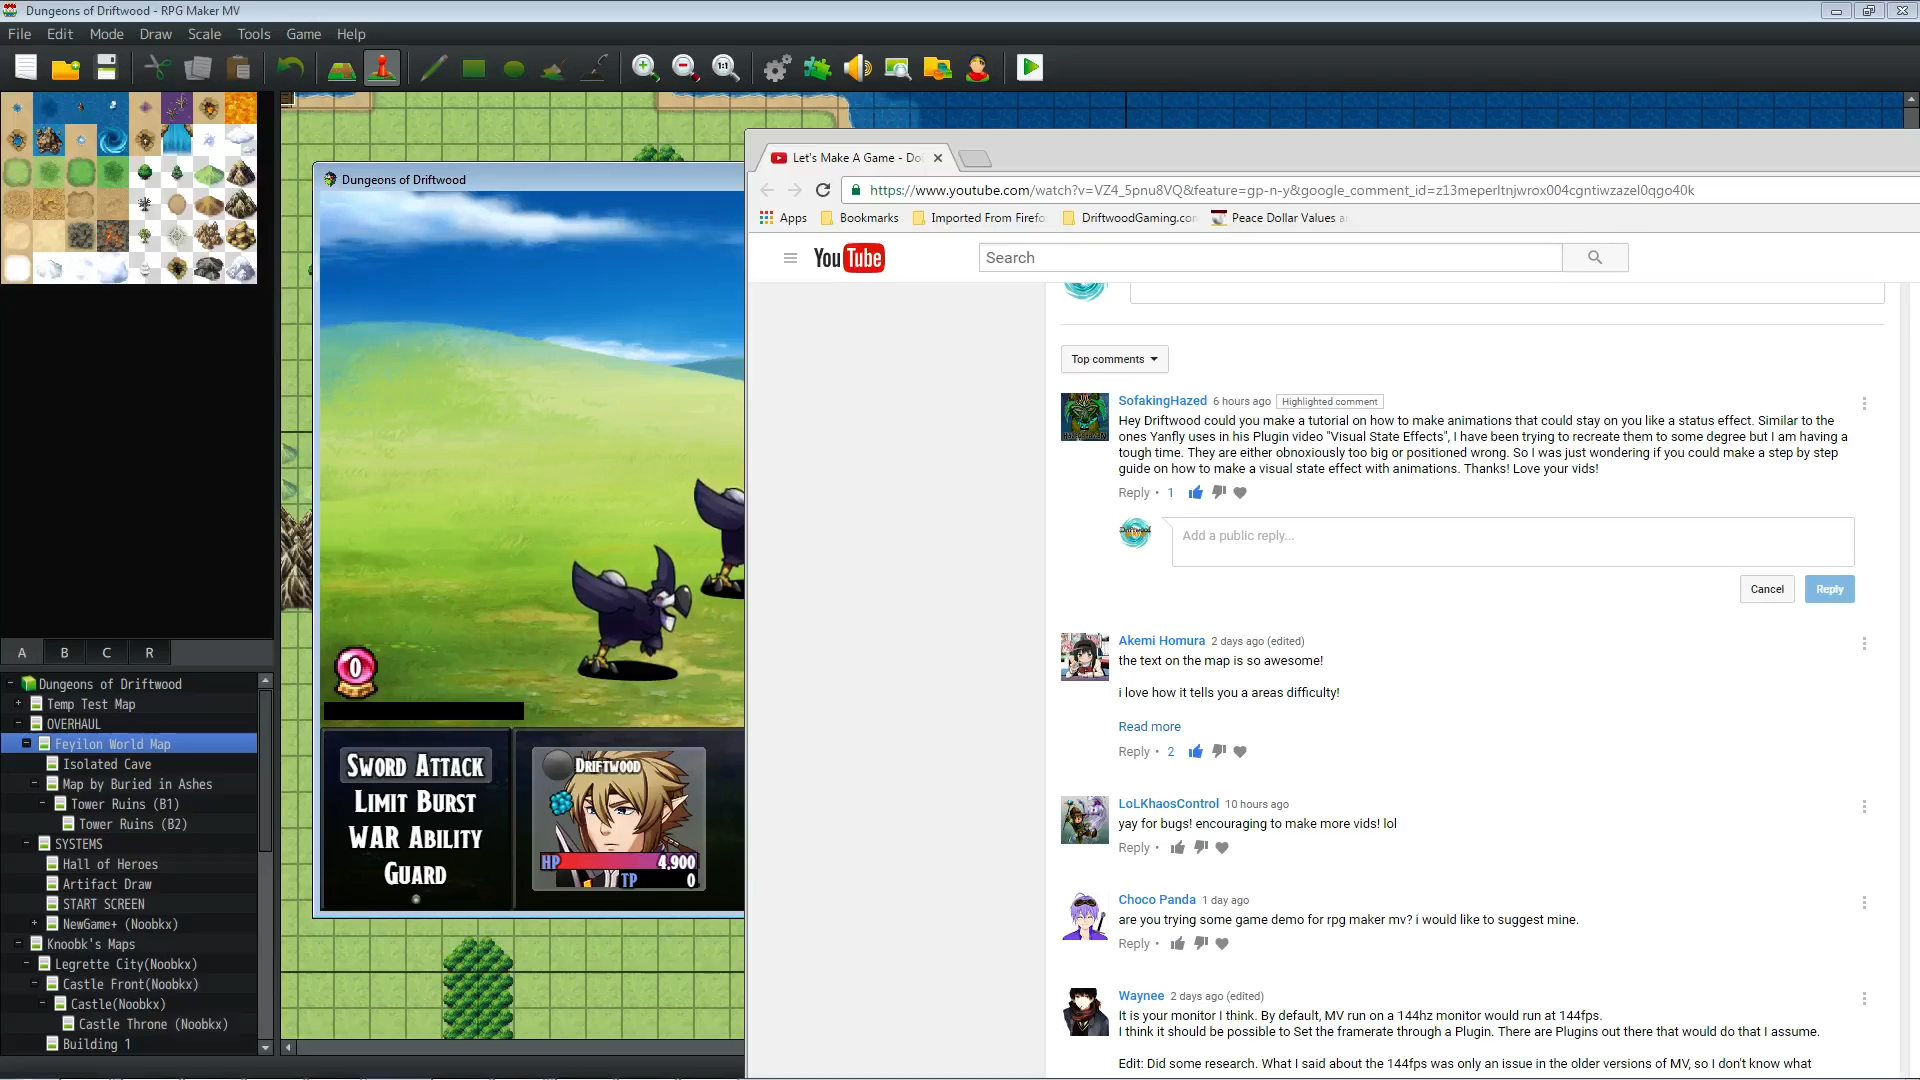 Dungeons of Driftwood - RPG Maker MV
File Edit Mode Draw Scale Tools Game Help
1:1
A B C R
Dungeons of Driftwood
Temp Test Map
OVERHAUL
Feyilon World Map
Isolated Cave
Map by Buried in Ashes
Tower Ruins (B1)
Tower Ruins (B2)
SYSTEMS
Hall of Heroes
Artifact Draw
START SCREEN
NewGame+ (Noobkx)
Knoobk's Maps
Legrette City(Noobkx)
Castle Front(Noobkx)
Castle(Noobkx)
Castle Throne (Noobkx)
Building 1
Dungeons of Driftwood
0
SWORD ATTACK
LIMIT BURST
WAR ABILITY
GUARD
DRIFTWOOD
HP 4,900
TP 0
Let's Make A Game - Do
https://www.youtube.com/watch?v=VZ4_5pnu8VQ&feature=gp-n-y&google_comment_id=z13meperltnjwrox004cgntiwzazel0qgo40k
Apps Bookmarks Imported From Firefo DriftwoodGaming.com Peace Dollar Values a
YouTube
Search
Top comments
SofakingHazed 6 hours ago Highlighted comment
Hey Driftwood could you make a tutorial on how to make animations that could stay on you like a status effect. Similar to the
ones Yanfly uses in his Plugin video "Visual State Effects", I have been trying to recreate them to some degree but I am having a
tough time. They are either obnoxiously too big or positioned wrong. So I was just wondering if you could make a step by step
guide on how to make a visual state effect with animations. Thanks! Love your vids!
Reply • 1
Driftwood
Add a public reply...
Cancel Reply
Akemi Homura 2 days ago (edited)
the text on the map is so awesome!
i love how it tells you a areas difficulty!
Read more
Reply • 2
LoLKhaosControl 10 hours ago
yay for bugs! encouraging to make more vids! lol
Reply •
Choco Panda 1 day ago
are you trying some game demo for rpg maker mv? i would like to suggest mine.
Reply •
Waynee 2 days ago (edited)
It is your monitor I think. By default, MV run on a 144hz monitor would run at 144fps.
I think it should be possible to Set the framerate through a Plugin. There are Plugins out there that would do that I assume.
Edit: Did some research. What I said about the 144fps was only an issue in the older versions of MV, so I don't know what